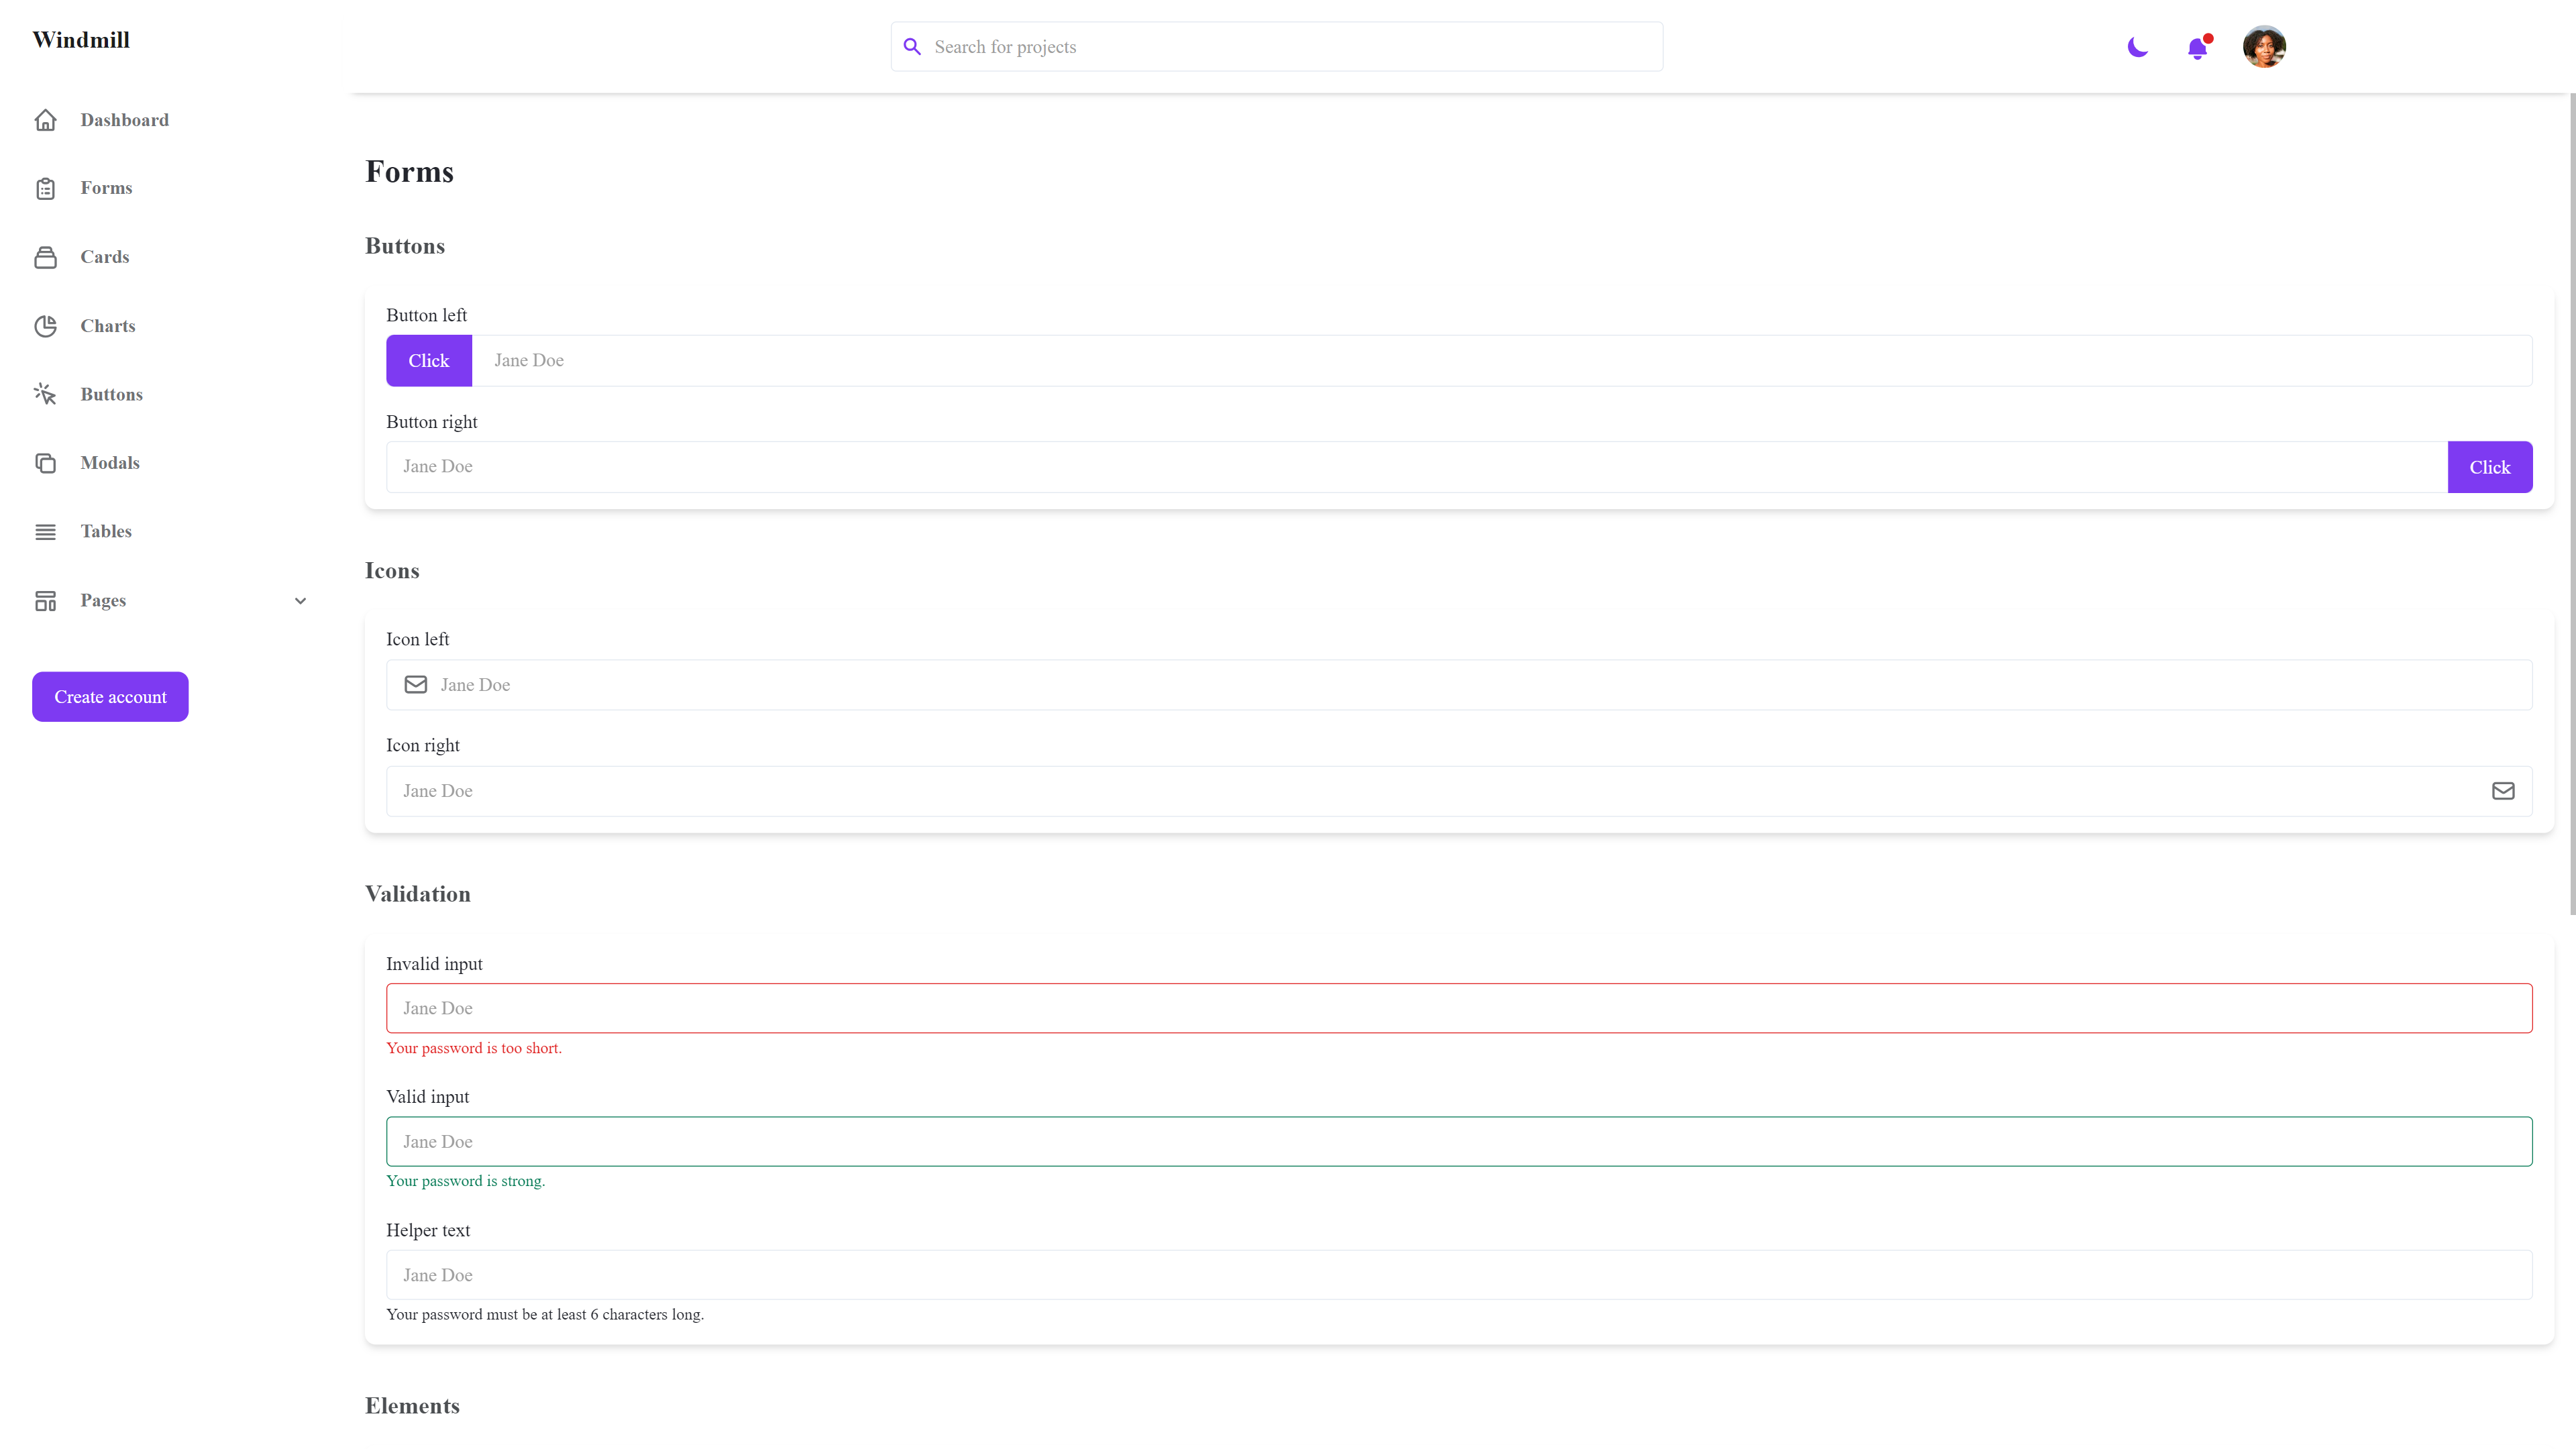 Windmill
Search for projects
Dashboard
Forms
Cards
Charts
Buttons
Modals
Tables
Pages
Create account
Forms
Buttons
Button left
Click
Jane Doe
Button right
Jane Doe
Click
Icons
Icon left
Jane Doe
Icon right
Jane Doe
Validation
Invalid input
Jane Doe
Your password is too short.
Valid input
Jane Doe
Your password is strong.
Helper text
Jane Doe
Your password must be at least 6 characters long.
Elements